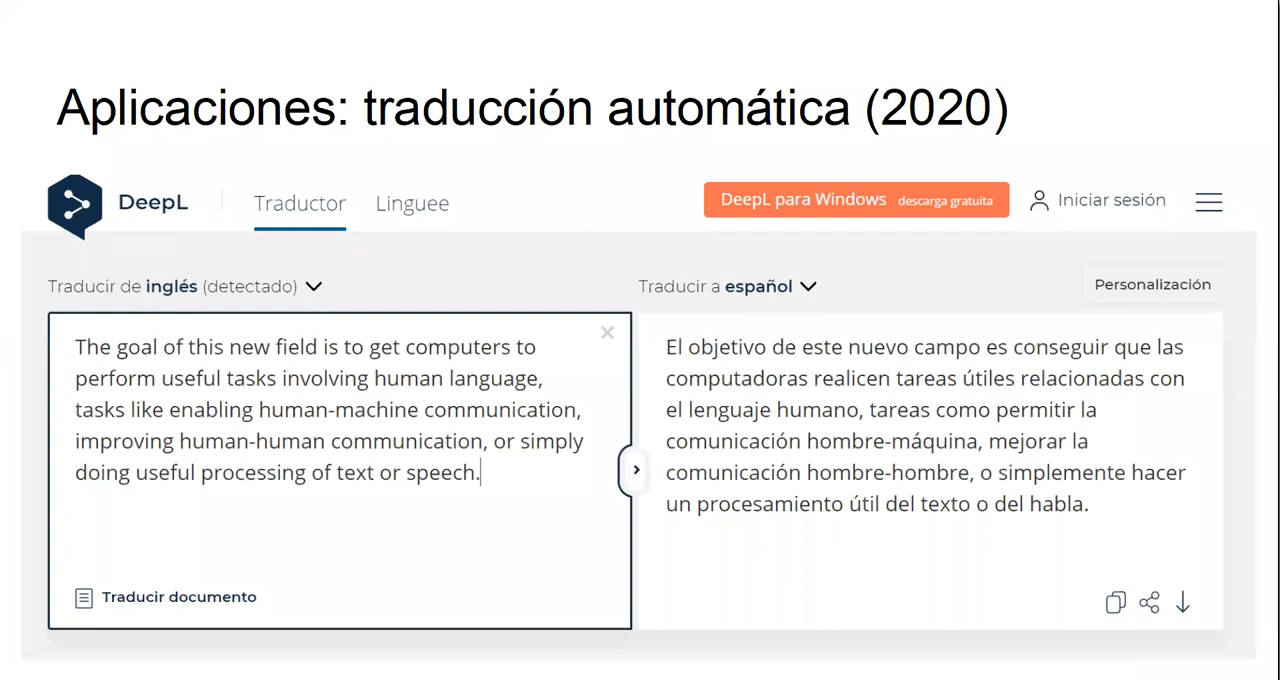 Aplicaciones: traducción automática (2020)
DeepL
Traductor
Linguee
DeepL para Windows descarga gratuita
Iniciar sesión
Traducir de inglés (detectado)
The goal of this new field is to get computers to
perform useful tasks involving human language,
tasks like enabling human-machine communication,
improving human-human communication, or simply
doing useful processing of text or speech.
Traducir documento
Traducir a español
Personalización
El objetivo de este nuevo campo es conseguir que las
computadoras realicen tareas útiles relacionadas con
el lenguaje humano, tareas como permitir la
comunicación hombre-máquina, mejorar la
comunicación hombre-hombre, o simplemente hacer
un procesamiento útil del texto o del habla.